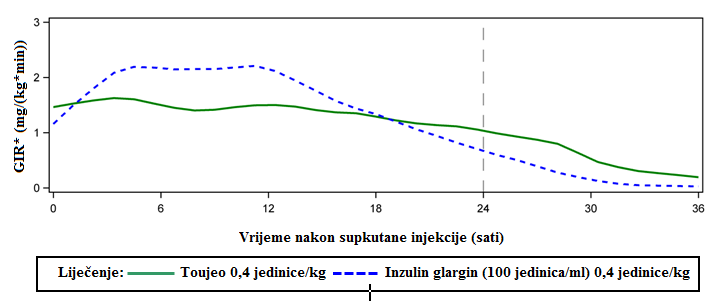 3
2
1
0
GIR* (mg/(kg*min))
0 6 12 18 24 30 36
Vrijeme nakon supkutane injekcije (sati)
Liječenje: Toujeo 0,4 jedinice/kg Inzulin glargin (100 jedinica/ml) 0,4 jedinice/kg